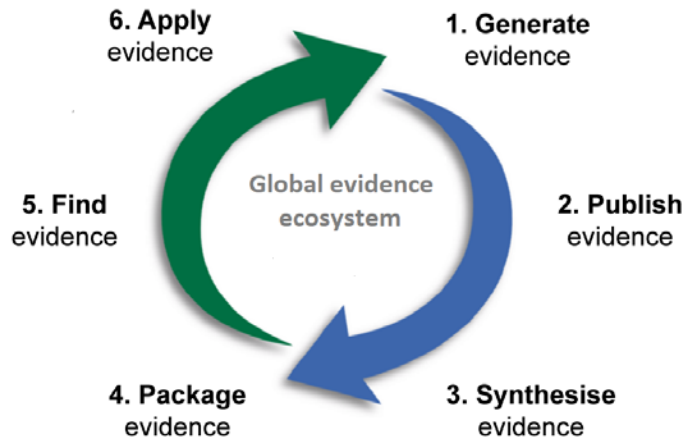 1. Generate
evidence
2. Publish
evidence
3. Synthesise
evidence
4. Package
evidence
5. Find
evidence
6. Apply
evidence
Global evidence
ecosystem